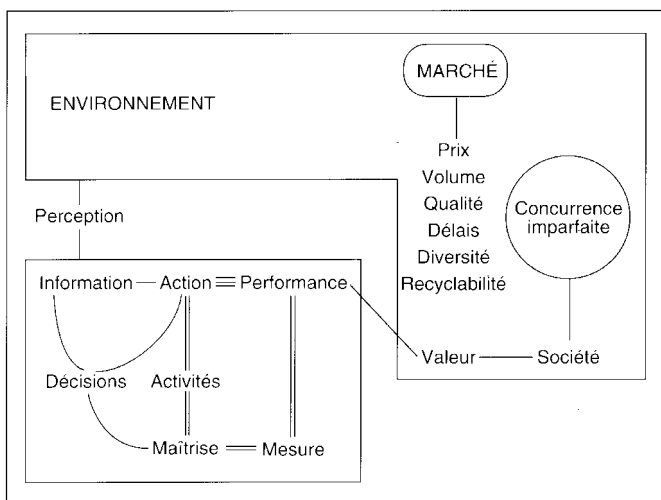 MARCHÉ
ENVIRONNEMENT
Prix
Volume
Qualité
Délais
Diversité
Recyclabilité
Concurrence
imparfaite
Perception
Information Action Performance
Valeur Société
Décisions Activités
Maîtrise Mesure